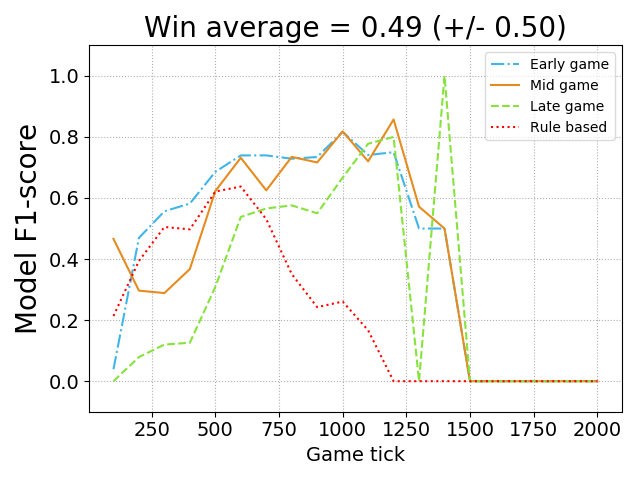 Win average = 0.49 (+/- 0.50)
Model F1-score
1.0
0.8
0.6
0.4
0.2
0.0
Early game
Mid game
Late game
Rule based
250 500 750 1000 1250 1500 1750 2000
Game tick